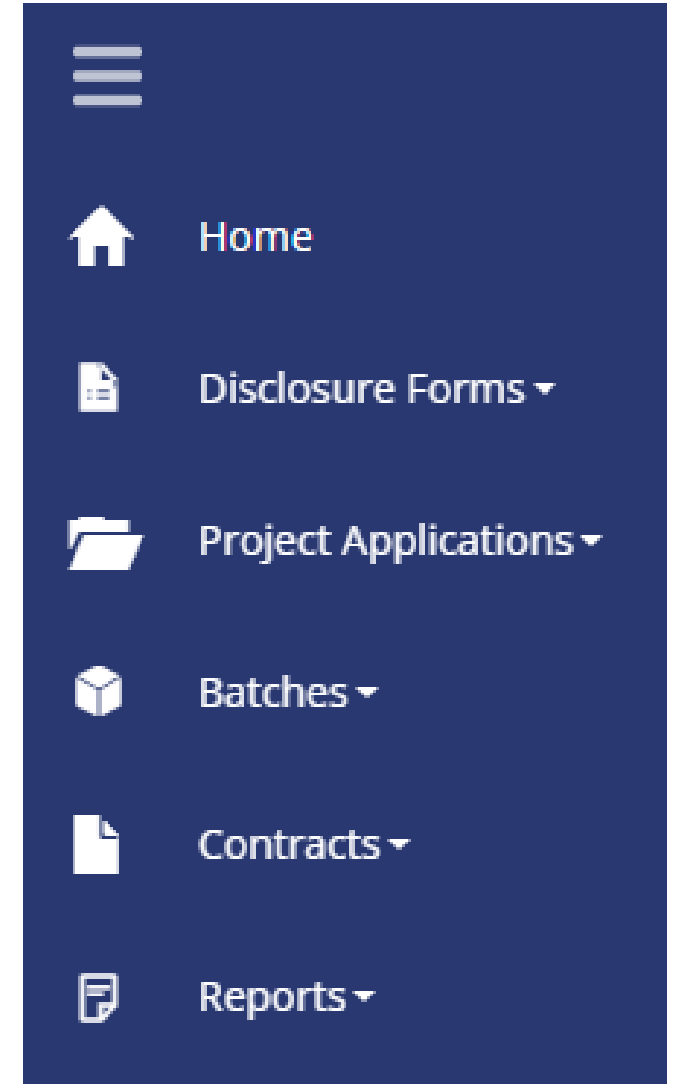 Home
Disclosure Forms
Project Applications
Batches
Contracts
Reports